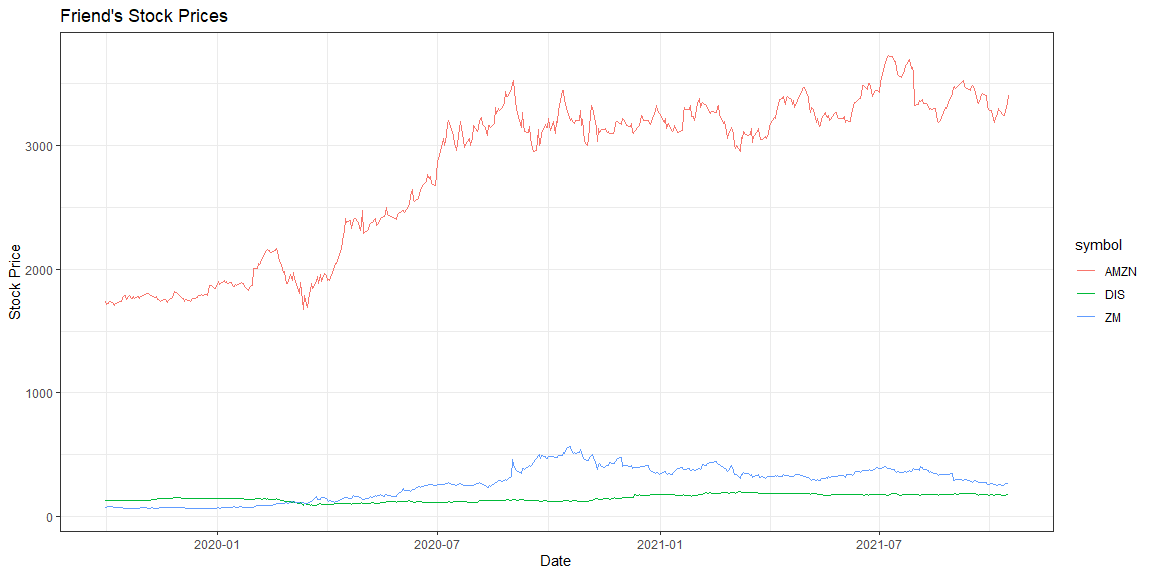 Friend's Stock Prices
Stock Price
3000
2000
1000
0
2020-01
2020-07
2021-01
2021-07
Date
symbol
AMZN
DIS
ZM